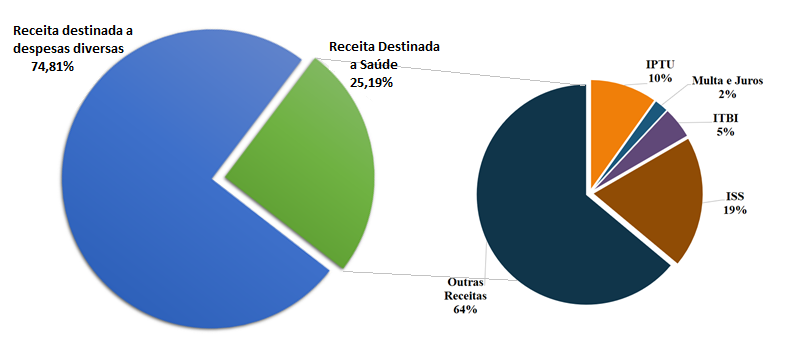 Receita destinada a
despesas diversas
74,81%
Receita Destinada
a Saúde
25,19%
IPTU
10%
Multa e Juros
2%
ITBI
5%
ISS
19%
Outras
Receitas
64%